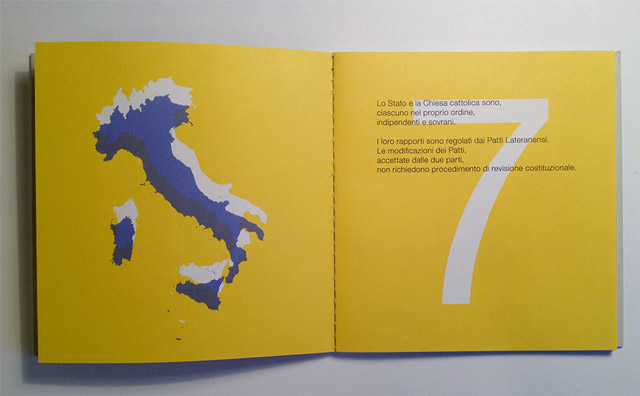 7
Lo Stato e la Chiesa cattolica sono,
ciascuno nel proprio ordine,
indipendenti e sovrani.
I loro rapporti sono regolati dai Patti Lateranensi.
Le modificazioni dei Patti,
accettate dalle due parti,
non richiedono procedimento di revisione costituzionale.